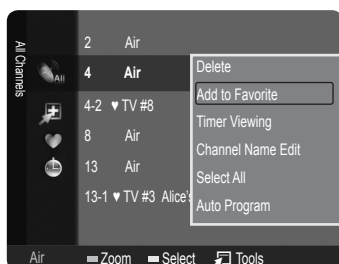 All Channels
All
2 Air
4 Air
4-2 ♥ TV #8
8 Air
13 Air
13-1 ♥ TV #3 Alice's
Delete
Add to Favorite
Timer Viewing
Channel Name Edit
Select All
Auto Program
Air Zoom Select Tools